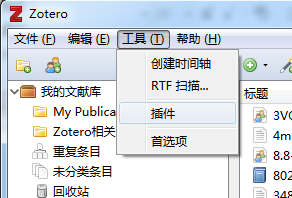 Zotero
文件 (F) 编辑 (E) 工具 (T) 帮助 (H)
创建时间轴
RTF 扫描...
插件
首选项
我的文献库
My Publica
Zotero相关
重复条目
未分类条目
回收站
标题
3VC
4m
8.8-
802
348